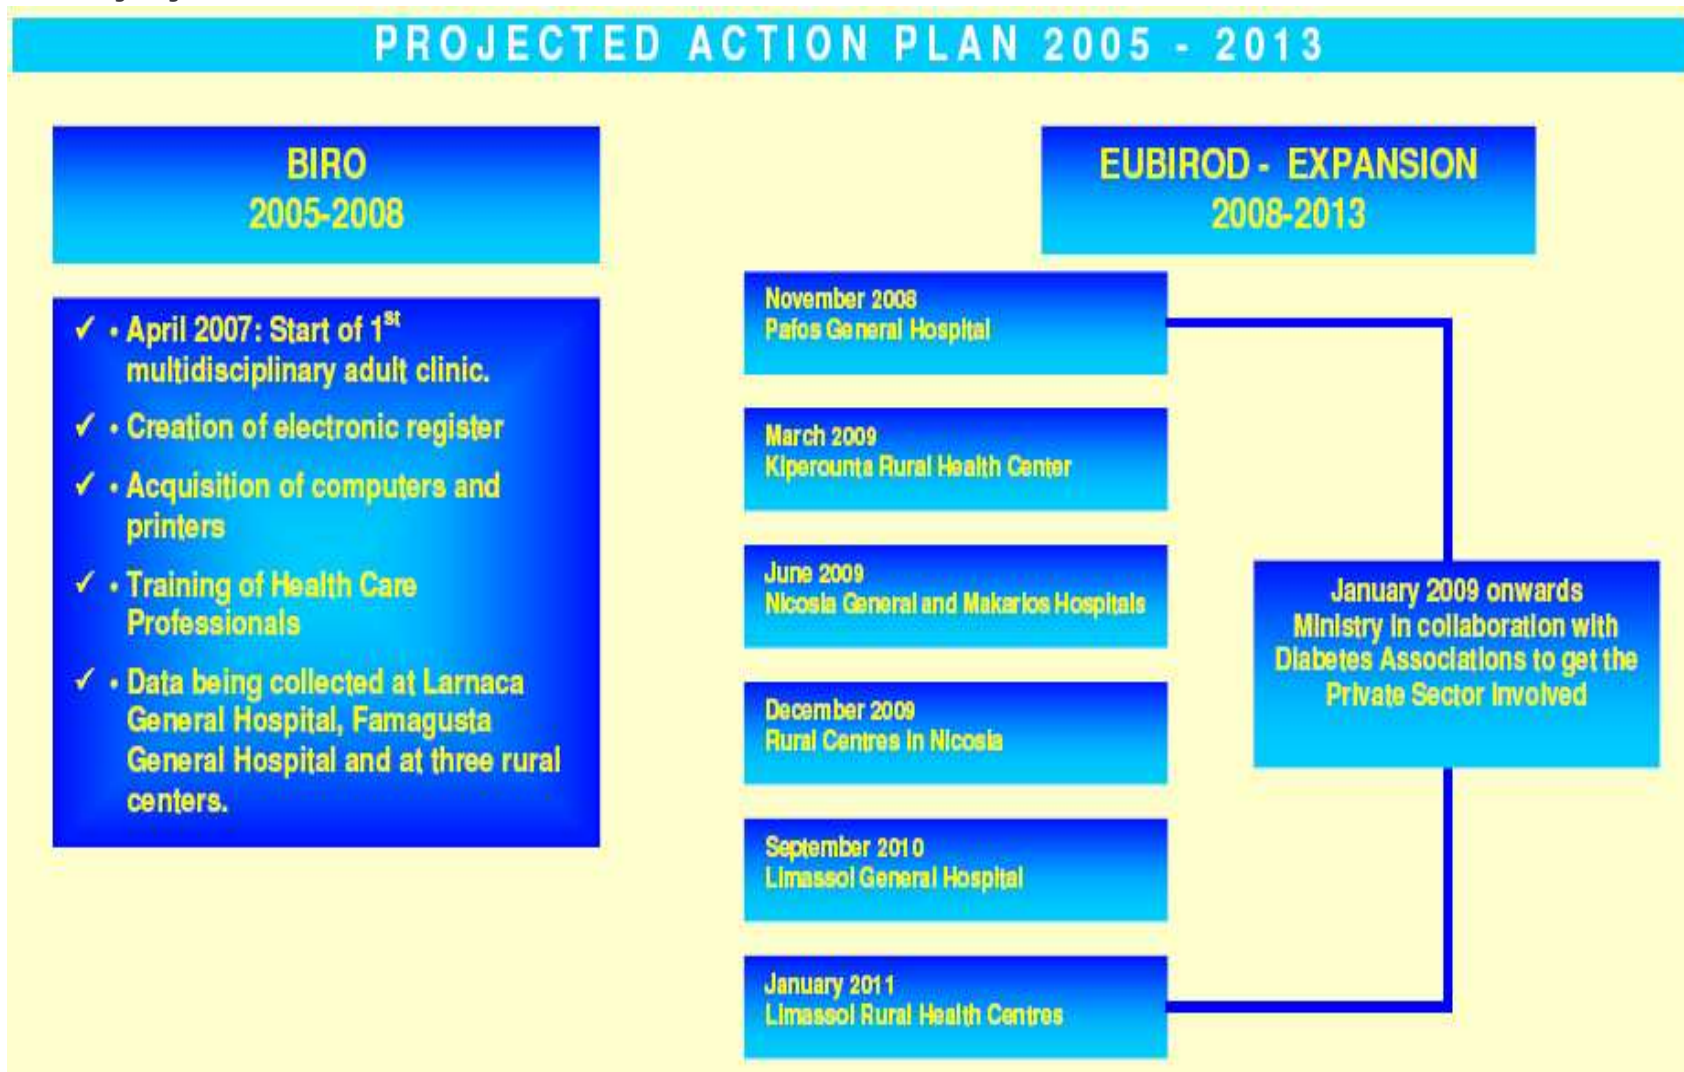 PROJECTED ACTION PLAN 2005 - 2013
BIRO
2005-2008
✓ • April 2007: Start of 1st
multidisciplinary adult clinic.
✓ • Creation of electronic register
✓ • Acquisition of computers and
printers
✓ • Training of Health Care
Professionals
✓ • Data being collected at Larnaca
General Hospital, Famagusta
General Hospital and at three rural
centers.
EUBIROD - EXPANSION
2008-2013
November 2008
Pafos General Hospital
March 2009
Kiperounta Rural Health Center
June 2009
Nicosia General and Makarios Hospitals
December 2009
Rural Centres in Nicosia
September 2010
Limassol General Hospital
January 2011
Limassol Rural Health Centres
January 2009 onwards
Ministry in collaboration with
Diabetes Associations to get the
Private Sector Involved